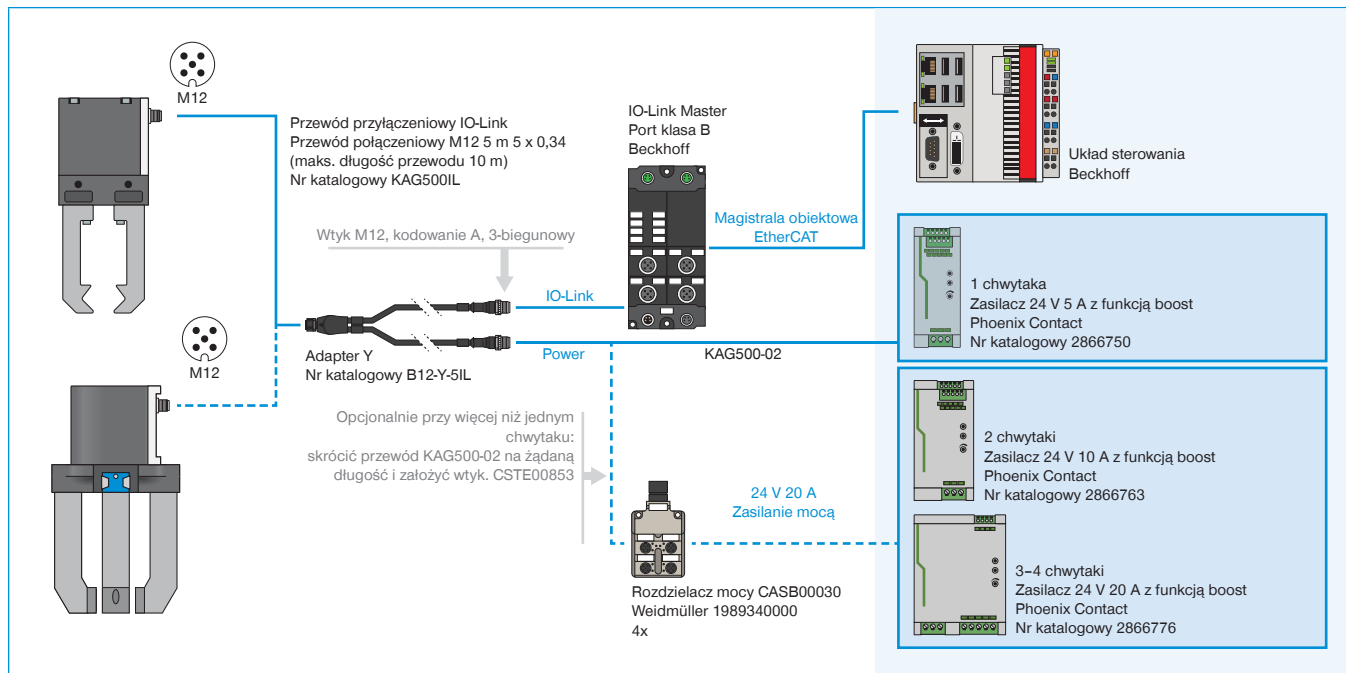 M12
Przewód przyłączeniowy IO-Link
Przewód połączeniowy M12 5 m 5 x 0,34
(maks. długość przewodu 10 m)
Nr katalogowy KAG500IL
IO-Link Master
Port klasa B
Beckhoff
Układ sterowania
Beckhoff
Magistrala obiektowa
EtherCAT
Wtyk M12, kodowanie A, 3-biegunowy
IO-Link
Power
KAG500-02
M12
Adapter Y
Nr katalogowy B12-Y-5IL
1 chwytaka
Zasilacz 24 V 5 A z funkcją boost
Phoenix Contact
Nr katalogowy 2866750
Opcjonalnie przy więcej niż jednym
chwytaku:
skrócić przewód KAG500-02 na żądaną
długość i założyć wtyk. CSTE00853
24 V 20 A
Zasilanie mocą
2 chwytaki
Zasilacz 24 V 10 A z funkcją boost
Phoenix Contact
Nr katalogowy 2866763
Rozdzielacz mocy CASB00030
Weidmüller 1989340000
4x
3–4 chwytaki
Zasilacz 24 V 20 A z funkcją boost
Phoenix Contact
Nr katalogowy 2866776